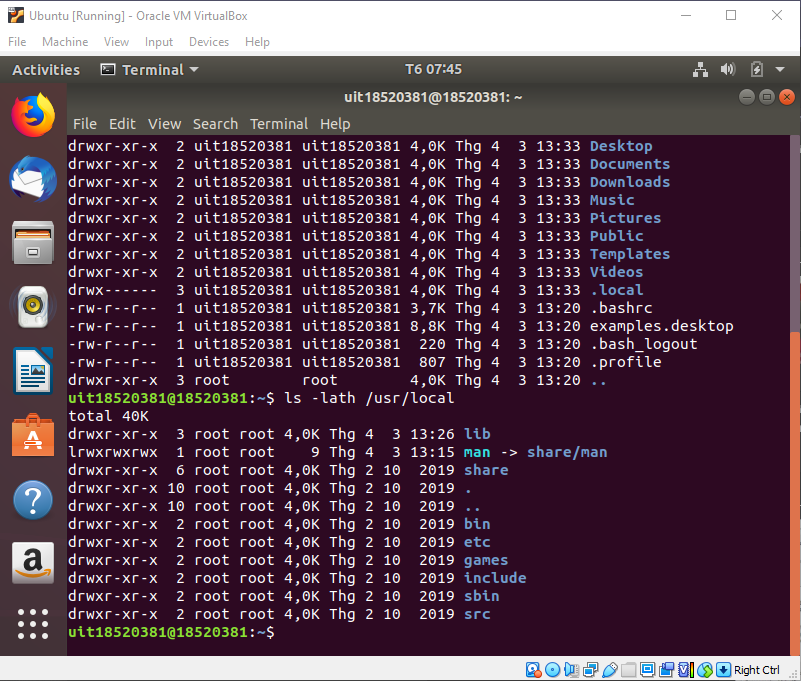 Ubuntu [Running] - Oracle VM VirtualBox
File Machine View Input Devices Help
Activities Terminal T6 07:45
uit18520381@18520381: ~
File Edit View Search Terminal Help
drwxr-xr-x  2 uit18520381 uit18520381 4,0K Thg 4  3 13:33 Desktop
drwxr-xr-x  2 uit18520381 uit18520381 4,0K Thg 4  3 13:33 Documents
drwxr-xr-x  2 uit18520381 uit18520381 4,0K Thg 4  3 13:33 Downloads
drwxr-xr-x  2 uit18520381 uit18520381 4,0K Thg 4  3 13:33 Music
drwxr-xr-x  2 uit18520381 uit18520381 4,0K Thg 4  3 13:33 Pictures
drwxr-xr-x  2 uit18520381 uit18520381 4,0K Thg 4  3 13:33 Public
drwxr-xr-x  2 uit18520381 uit18520381 4,0K Thg 4  3 13:33 Templates
drwxr-xr-x  2 uit18520381 uit18520381 4,0K Thg 4  3 13:33 Videos
drwx------  3 uit18520381 uit18520381 4,0K Thg 4  3 13:33 .local
-rw-r--r--  1 uit18520381 uit18520381 3,7K Thg 4  3 13:20 .bashrc
-rw-r--r--  1 uit18520381 uit18520381 8,8K Thg 4  3 13:20 examples.desktop
-rw-r--r--  1 uit18520381 uit18520381  220 Thg 4  3 13:20 .bash_logout
-rw-r--r--  1 uit18520381 uit18520381  807 Thg 4  3 13:20 .profile
drwxr-xr-x  3 root        root        4,0K Thg 4  3 13:20 ..
uit18520381@18520381:~$ ls -lath /usr/local
total 40K
drwxr-xr-x  3 root root 4,0K Thg 4  3 13:26 lib
lrwxrwxrwx  1 root root    9 Thg 4  3 13:15 man -> share/man
drwxr-xr-x  6 root root 4,0K Thg 2 10  2019 share
drwxr-xr-x 10 root root 4,0K Thg 2 10  2019 .
drwxr-xr-x 10 root root 4,0K Thg 2 10  2019 ..
drwxr-xr-x  2 root root 4,0K Thg 2 10  2019 bin
drwxr-xr-x  2 root root 4,0K Thg 2 10  2019 etc
drwxr-xr-x  2 root root 4,0K Thg 2 10  2019 games
drwxr-xr-x  2 root root 4,0K Thg 2 10  2019 include
drwxr-xr-x  2 root root 4,0K Thg 2 10  2019 sbin
drwxr-xr-x  2 root root 4,0K Thg 2 10  2019 src
uit18520381@18520381:~$
Right Ctrl